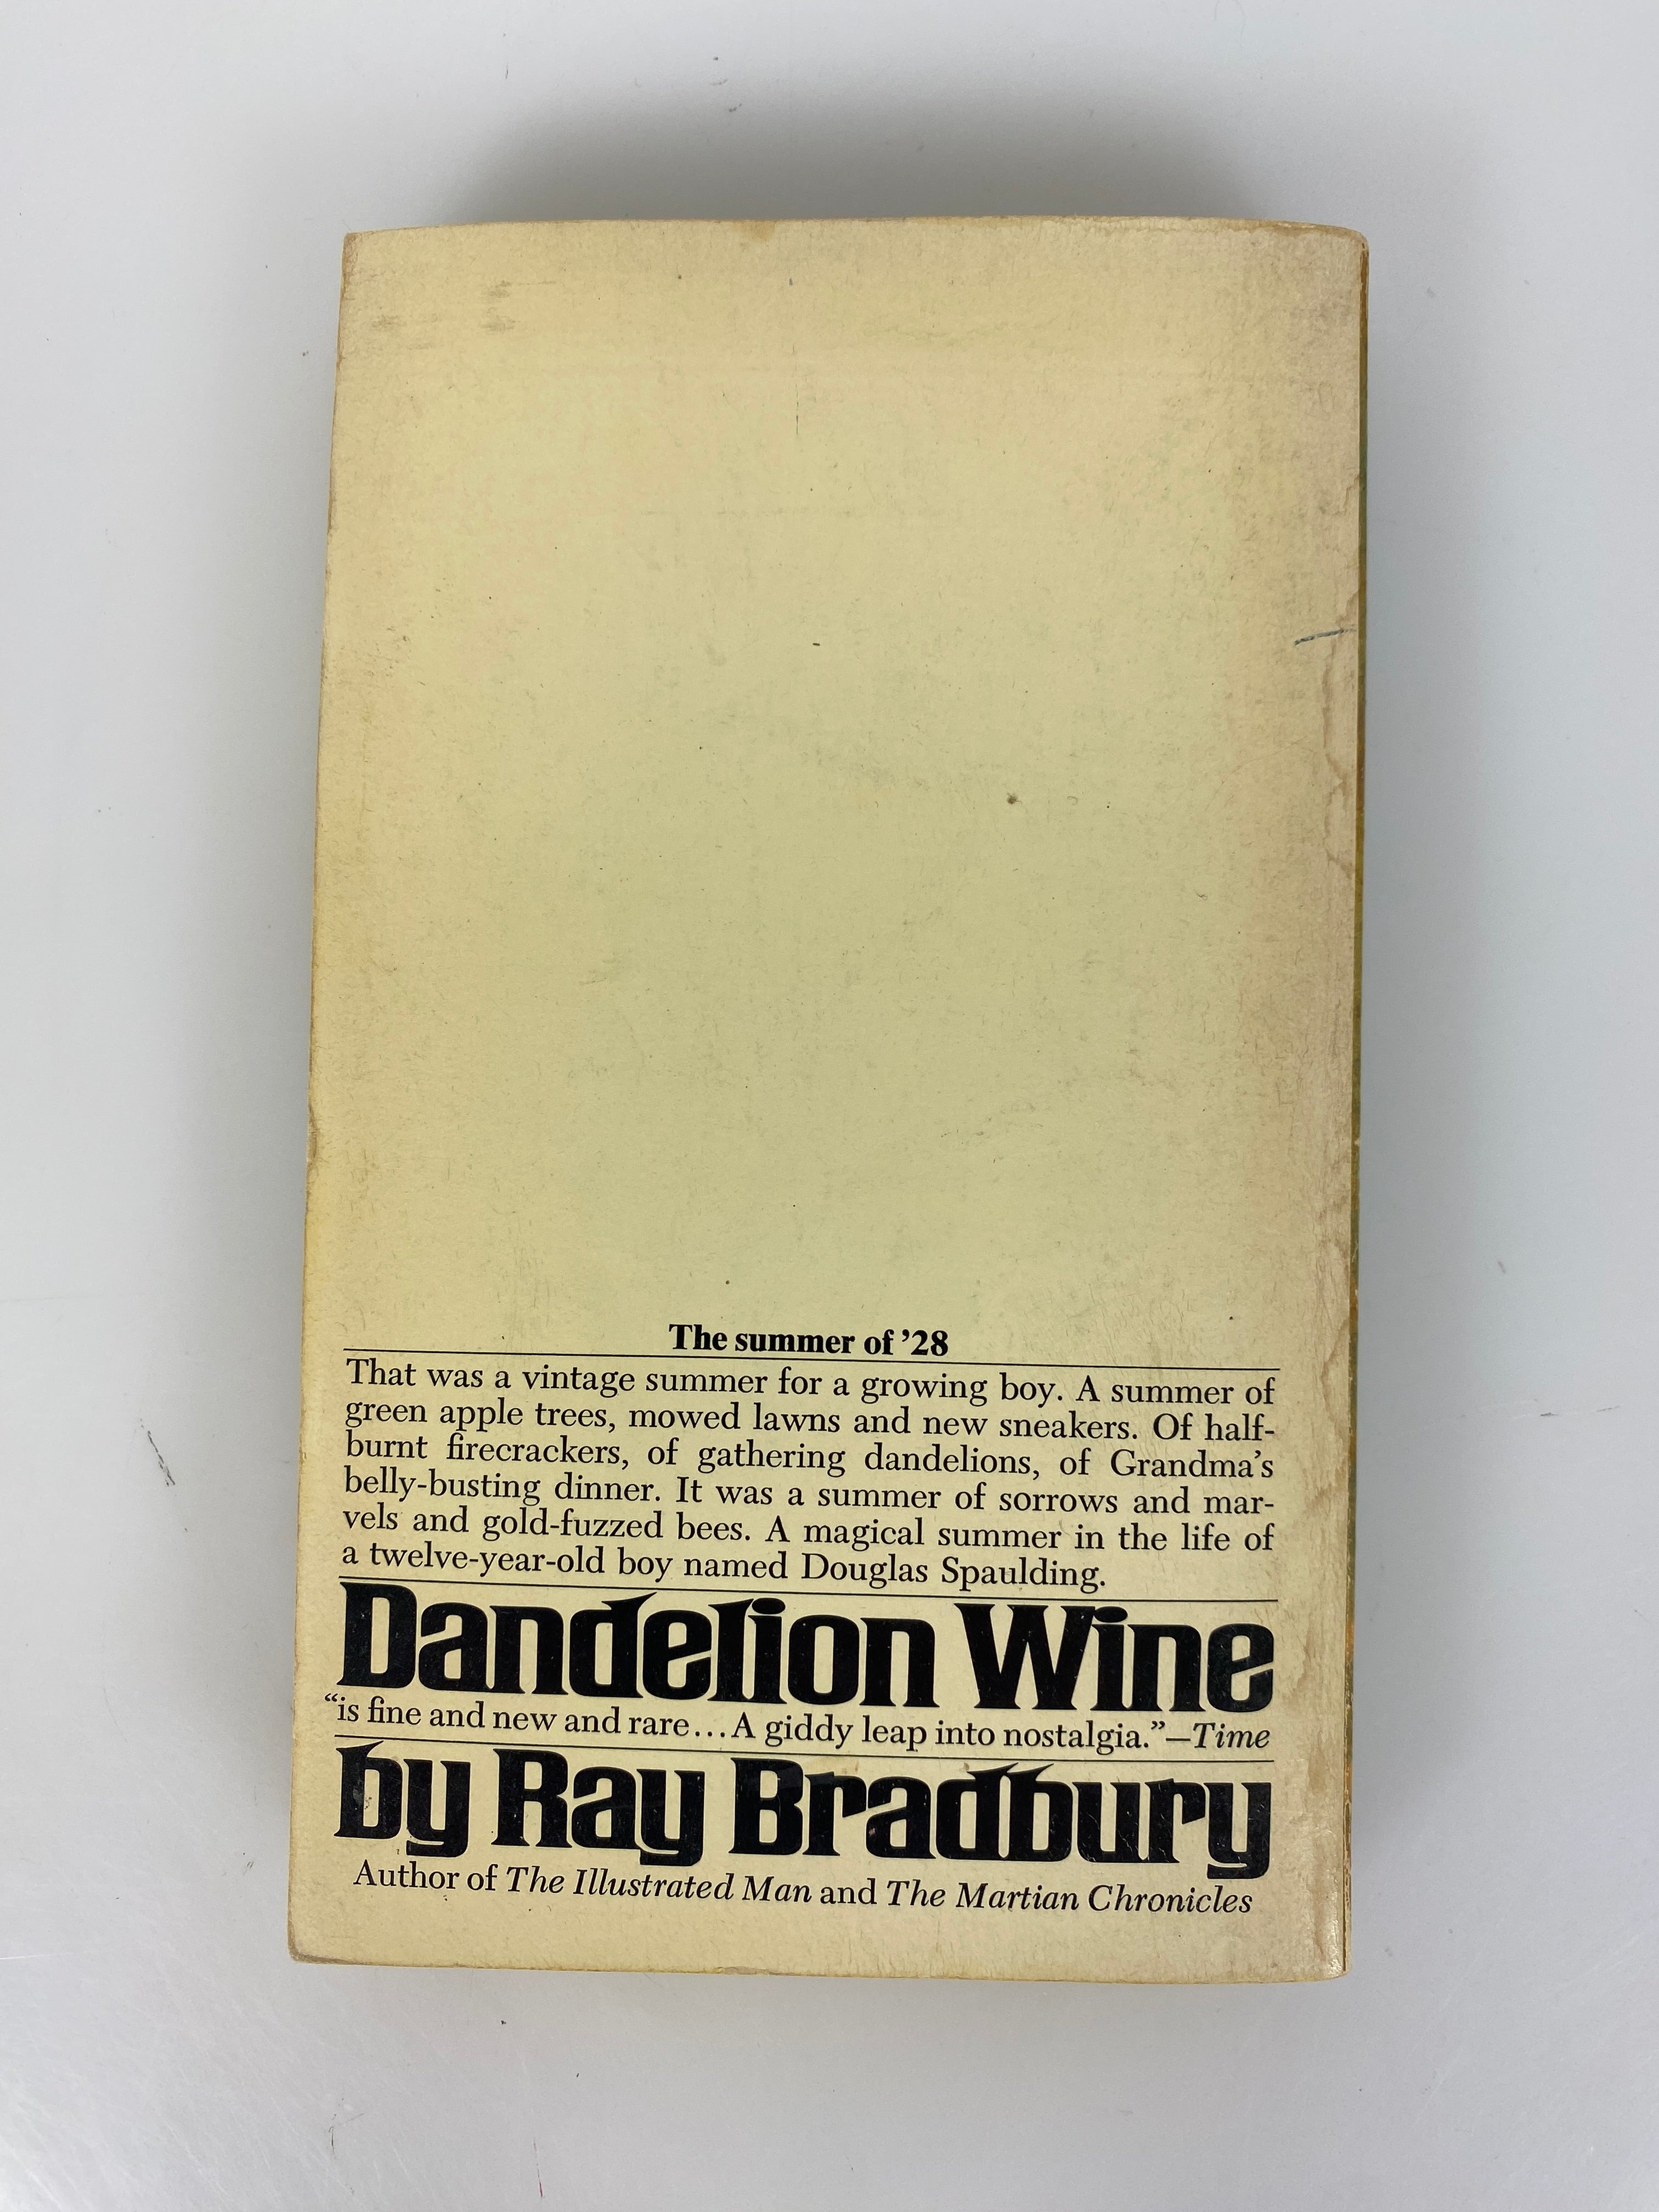 The summer of ’28
That was a vintage summer for a growing boy. A summer of
green apple trees, mowed lawns and new sneakers. Of half-
burnt firecrackers, of gathering dandelions, of Grandma’s
belly-busting dinner. It was a summer of sorrows and mar-
vels and gold-fuzzed bees. A magical summer in the life of
a twelve-year-old boy named Douglas Spaulding.
Dandelion Wine
“is fine and new and rare...A giddy leap into nostalgia.”—Time
by Ray Bradbury
Author of The Illustrated Man and The Martian Chronicles